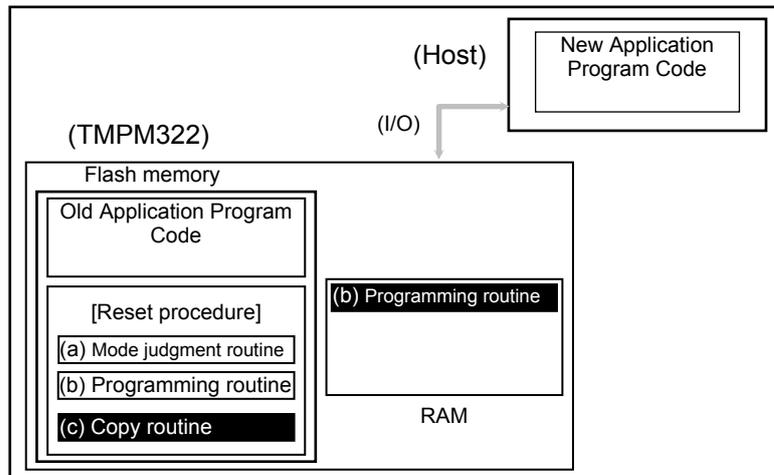 (Host)
New Application
Program Code
(I/O)
(TMPM322)
Flash memory
Old Application Program
Code
[Reset procedure]
(a) Mode judgment routine
(b) Programming routine
(c) Copy routine
(b) Programming routine
RAM